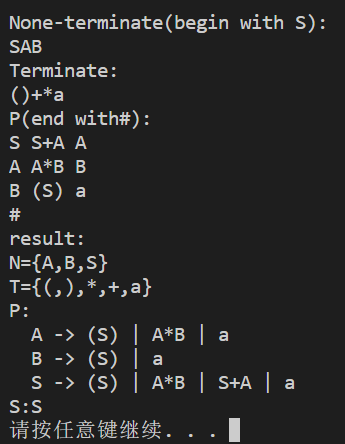 None-terminate(begin with S):
SAB
Terminate:
()+*a
P(end with#):
S S+A A
A A*B B
B (S) a
#
result:
N={A,B,S}
T={(,),*,+,a}
P:
  A -> (S) | A*B | a
  B -> (S) | a
  S -> (S) | A*B | S+A | a
S:S
请按任意键继续. . .